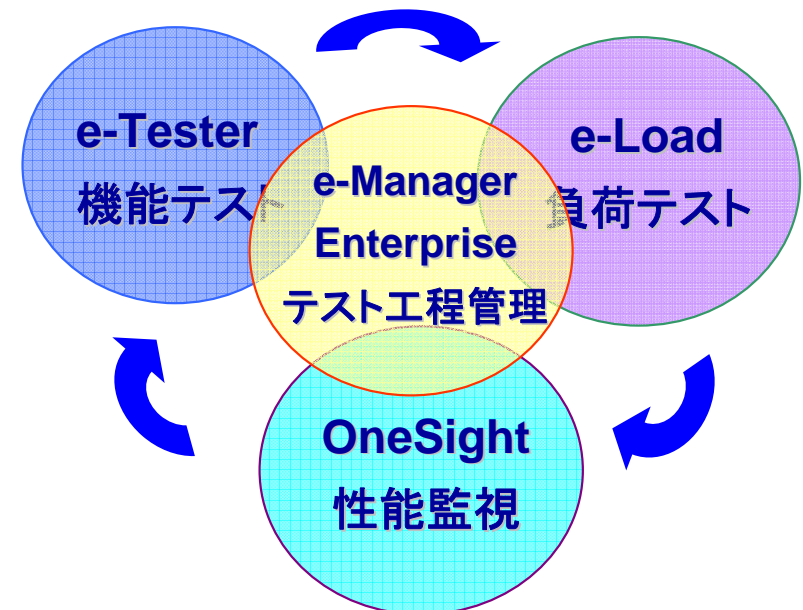 e-Tester
機能テスト
e-Load
負荷テスト
e-Manager
Enterprise
テスト工程管理
OneSight
性能監視